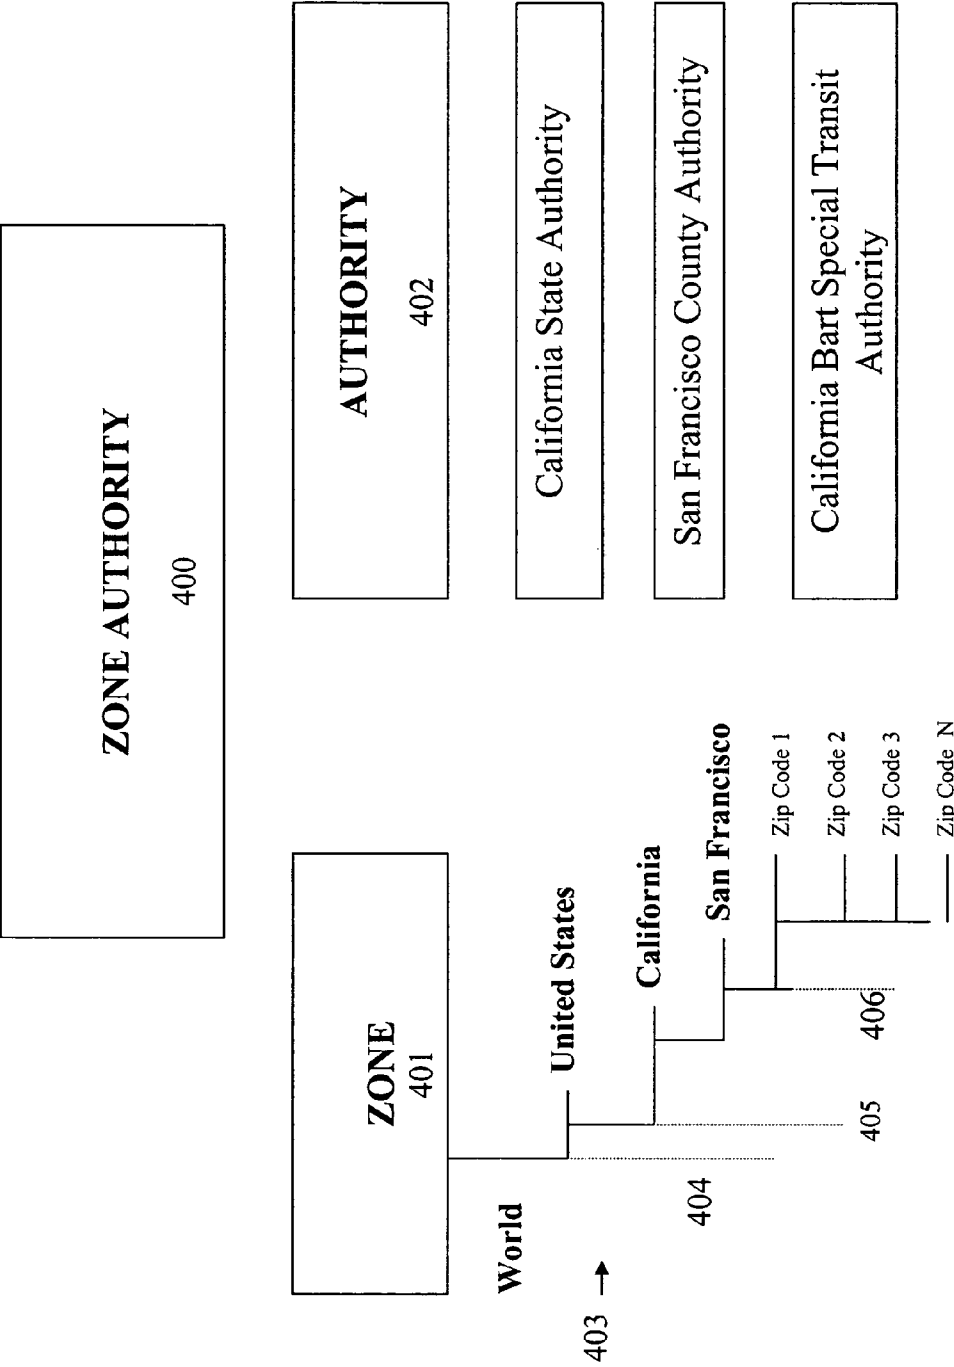 ZONE AUTHORITY
400
ZONE
401
AUTHORITY
402
World
403
United States
California State Authority
California
San Francisco County Authority
404
San Francisco
Zip Code 1
Zip Code 2
Zip Code 3
Zip Code N
405
406
California Bart Special Transit
Authority